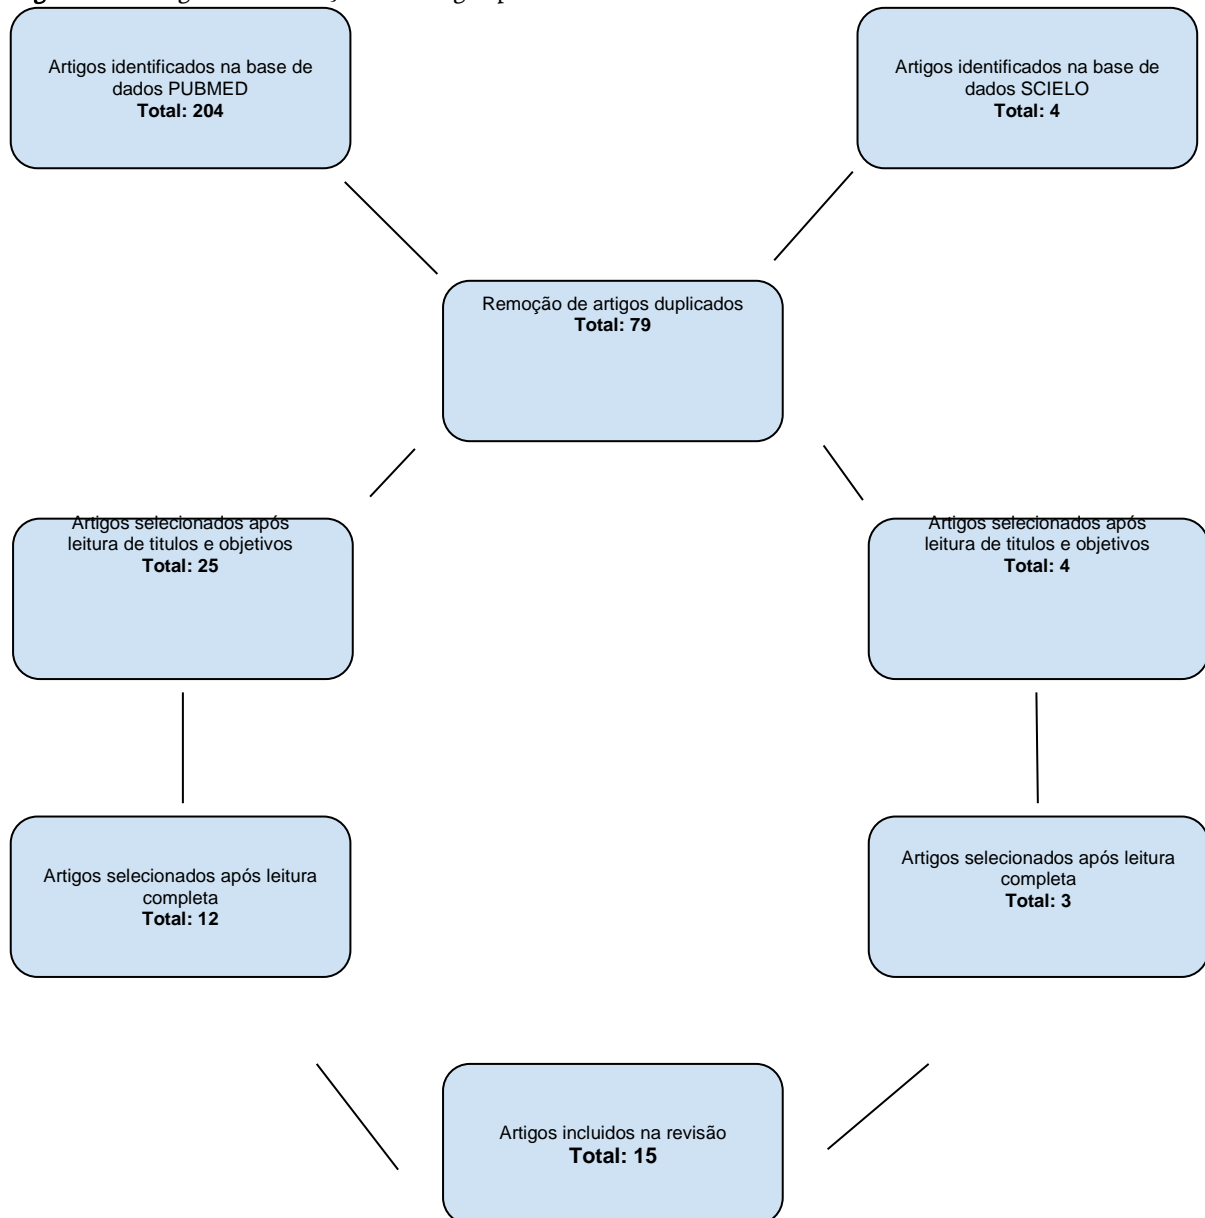 Artigos identificados na base de
dados PUBMED
Total: 204
Artigos identificados na base de
dados SCIELO
Total: 4
Remoção de artigos duplicados
Total: 79
Artigos selecionados após
leitura de titulos e objetivos
Total: 25
Artigos selecionados após
leitura de titulos e objetivos
Total: 4
Artigos selecionados após leitura
completa
Total: 12
Artigos selecionados após leitura
completa
Total: 3
Artigos incluidos na revisão
Total: 15